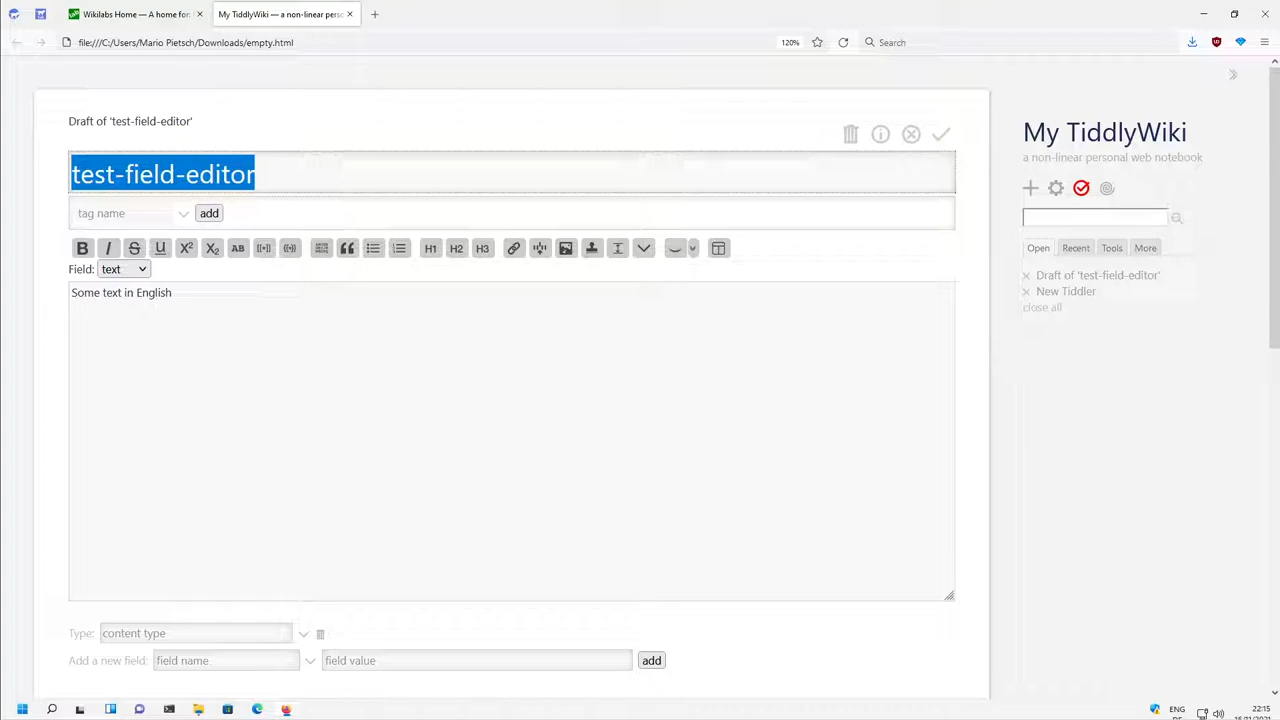 Wikilabs Home — A home for
My TiddlyWiki — a non-linear perso
file:///C:/Users/Mario Pietsch/Downloads/empty.html
120%
Search
Draft of 'test-field-editor'
test-field-editor
tag name
add
B I S U X² X₂ AB
H1 H2 H3
Field: text
Some text in English
Type: content type
Add a new field: field name field value add
My TiddlyWiki
a non-linear personal web notebook
Open Recent Tools More
Draft of 'test-field-editor'
New Tiddler
close all
ENG
22:15